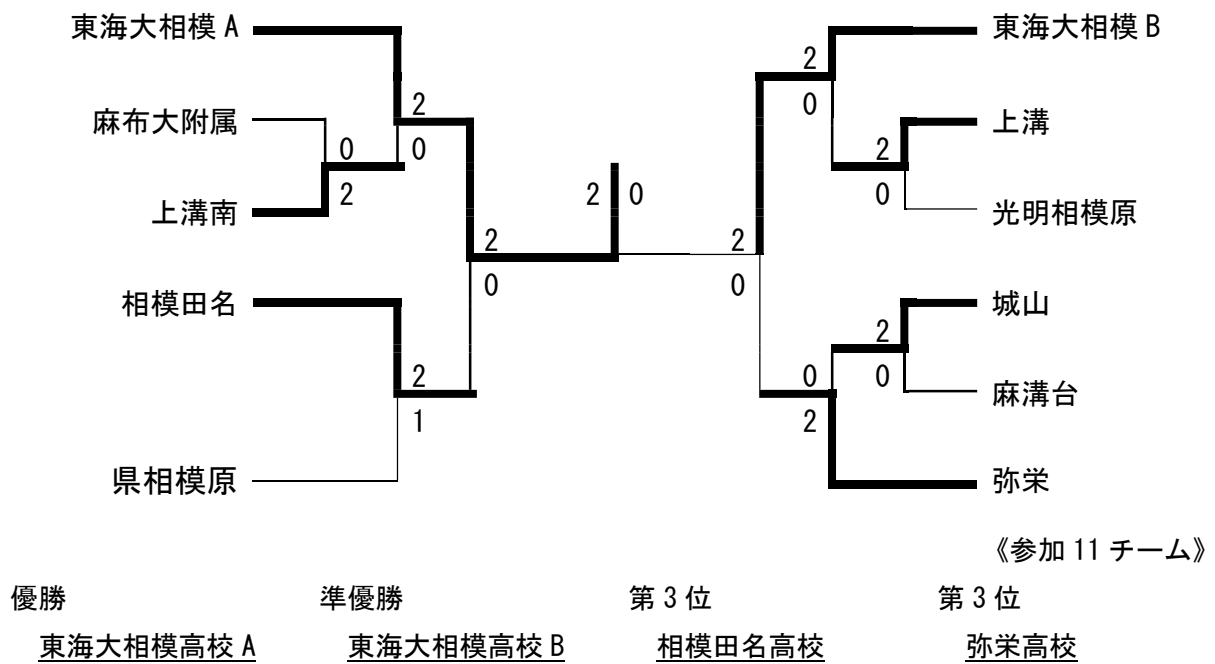 東海大相模 A 東海大相模 B
2
0
麻布大附属 2 上溝
0 0 2
2 0
上溝南 2 0 光明相模原
2 2
0 0
相模田名 城山
2
2 0 0
麻溝台
1 2
県相模原 弥栄
《参加 11 チーム》
優勝 準優勝 第 3 位 第 3 位
東海大相模高校 A 東海大相模高校 B 相模田名高校 弥栄高校